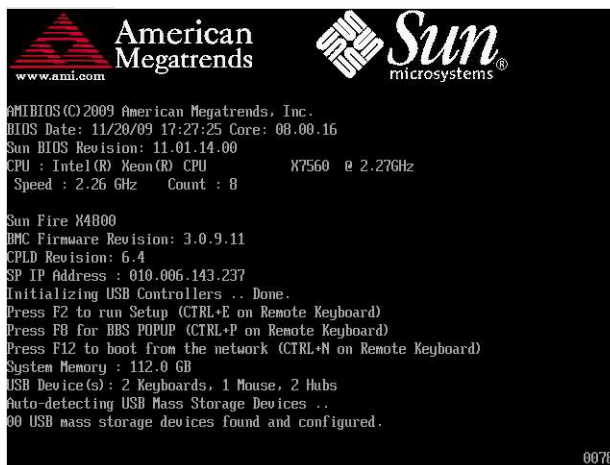 American
Megatrends
www.ami.com
Sun
microsystems®
AMIBIOS(C)2009 American Megatrends, Inc.
BIOS Date: 11/20/09 17:27:25 Core: 08.00.16
Sun BIOS Revision: 11.01.14.00
CPU : Intel(R) Xeon(R) CPU X7560 @ 2.27GHz
Speed : 2.26 GHz Count : 8
Sun Fire X4800
BMC Firmware Revision: 3.0.9.11
CPLD Revision: 6.4
SP IP Address : 010.006.143.237
Initializing USB Controllers .. Done.
Press F2 to run Setup (CTRL+E on Remote Keyboard)
Press F8 for BBS POPUP (CTRL+P on Remote Keyboard)
Press F12 to boot from the network (CTRL+N on Remote Keyboard)
System Memory : 112.0 GB
USB Device(s): 2 Keyboards, 1 Mouse, 2 Hubs
Auto-detecting USB Mass Storage Devices ..
00 USB mass storage devices found and configured.
0078